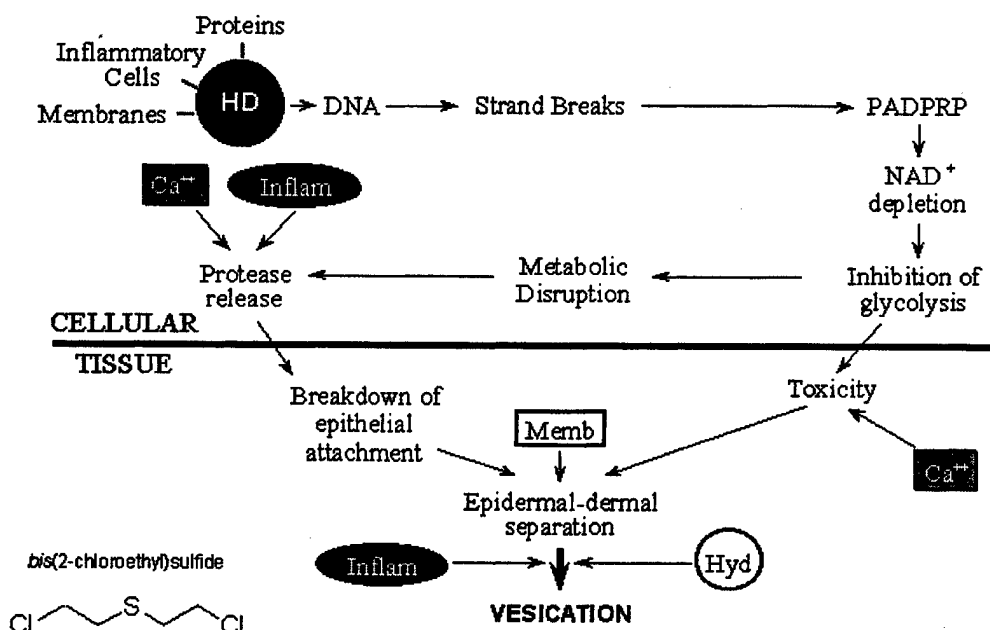 Proteins
Inflammatory
Cells
Membranes
HD
DNA
Strand Breaks
PADPRP
Ca++
Inflam
NAD+
depletion
Protease
release
Metabolic
Disruption
Inhibition of
glycolysis
CELLULAR
TISSUE
Breakdown of
epithelial
attachment
Memb
Toxicity
Ca++
Epidermal-dermal
separation
bis(2-chloroethyl)sulfide
Inflam
Hyd
VESICATION
Cl
S
Cl